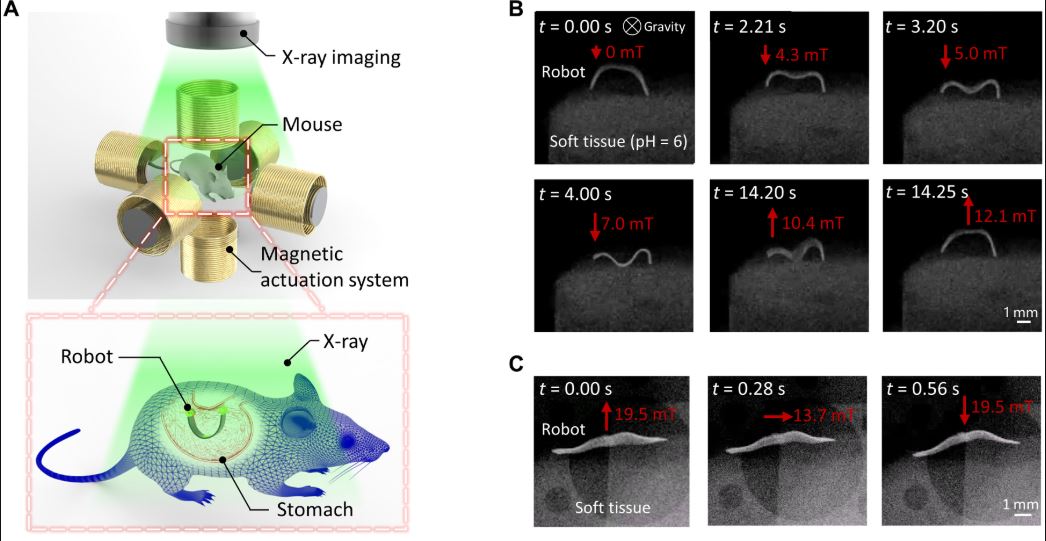 A
X-ray imaging
Mouse
Magnetic
actuation system
Robot
X-ray
Stomach
B
t = 0.00 s
Gravity
0 mT
Robot
Soft tissue (pH = 6)
t = 2.21 s
4.3 mT
t = 3.20 s
5.0 mT
t = 4.00 s
7.0 mT
t = 14.20 s
10.4 mT
t = 14.25 s
12.1 mT
1 mm
C
t = 0.00 s
19.5 mT
Robot
Soft tissue
t = 0.28 s
13.7 mT
t = 0.56 s
19.5 mT
1 mm